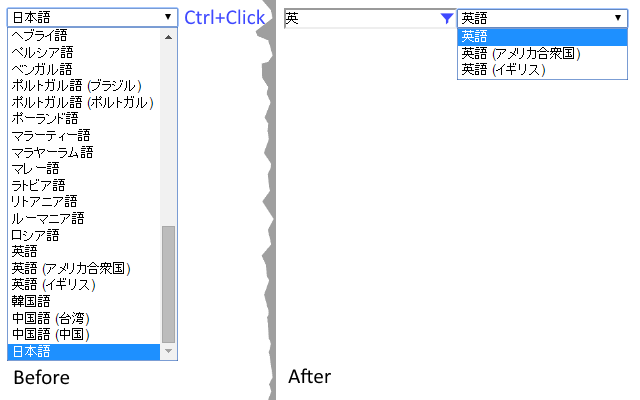 日本語
Ctrl+Click
ヘブライ語
ペルシア語
ベンガル語
ポルトガル語 (ブラジル)
ポルトガル語 (ポルトガル)
ポーランド語
マラーティー語
マラヤーラム語
マレー語
ラトビア語
リトアニア語
ルーマニア語
ロシア語
英語
英語 (アメリカ合衆国)
英語 (イギリス)
韓国語
中国語 (台湾)
中国語 (中国)
日本語
Before
英
英語
英語
英語 (アメリカ合衆国)
英語 (イギリス)
After